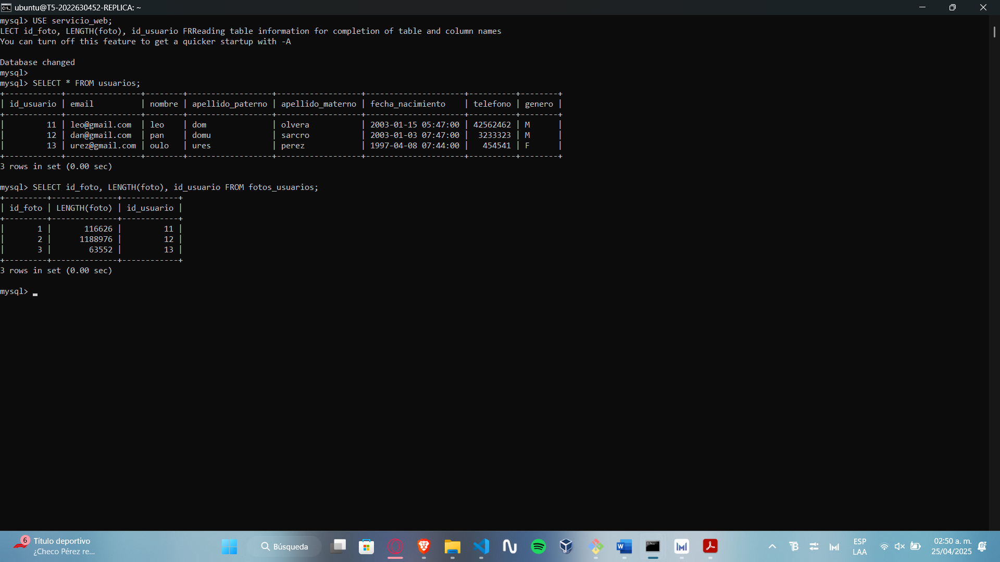 ubuntu@T5-2022630452-REPLICA: ~
mysql> USE servicio_web;
LECT id_foto, LENGTH(foto), id_usuario FRReading table information for completion of table and column names
You can turn off this feature to get a quicker startup with -A
Database changed
mysql>
mysql> SELECT * FROM usuarios;
+------------+----------------+--------+------------------+------------------+---------------------+----------+--------+
| id_usuario | email          | nombre | apellido_paterno | apellido_materno | fecha_nacimiento    | telefono | genero |
+------------+----------------+--------+------------------+------------------+---------------------+----------+--------+
|         11 | leo@gmail.com  | leo    | dom              | olvera           | 2003-01-15 05:47:00 | 42562462 | M      |
|         12 | dan@gmail.com  | pan    | domu             | sarcro           | 2003-01-03 07:47:00 |  3233323 | M      |
|         13 | urez@gmail.com | oulo   | ures             | perez            | 1997-04-08 07:44:00 |   454541 | F      |
+------------+----------------+--------+------------------+------------------+---------------------+----------+--------+
3 rows in set (0.00 sec)
mysql> SELECT id_foto, LENGTH(foto), id_usuario FROM fotos_usuarios;
+---------+--------------+------------+
| id_foto | LENGTH(foto) | id_usuario |
+---------+--------------+------------+
|       1 |       116626 |         11 |
|       2 |      1188976 |         12 |
|       3 |        63552 |         13 |
+---------+--------------+------------+
3 rows in set (0.00 sec)
mysql>
6
Título deportivo
¿Checo Pérez re...
Búsqueda
ESP
LAA
02:50 a. m.
25/04/2025